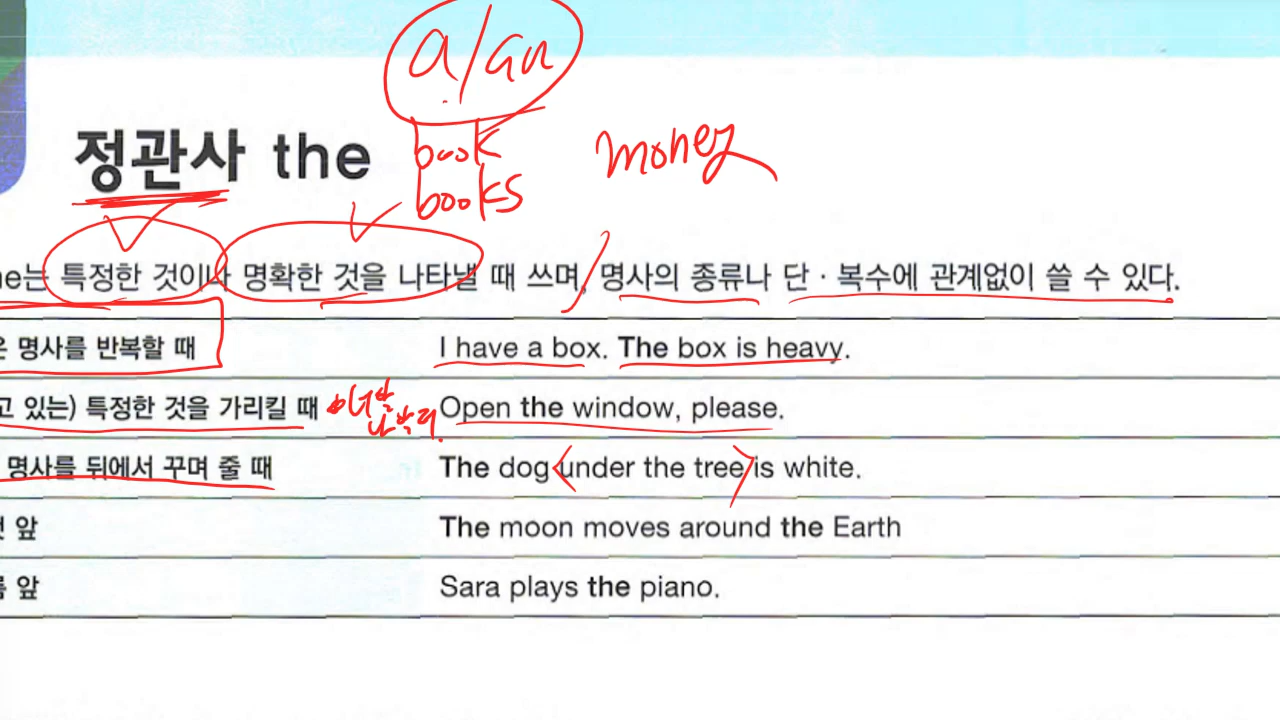 a/an
정관사 the
book
books
money
는 특정한 것이나 명확한 것을 나타낼 때 쓰며, 명사의 종류나 단·복수에 관계없이 쓸 수 있다.
은 명사를 반복할 때 I have a box. The box is heavy.
고 있는) 특정한 것을 가리킬 때 Open the window, please.
명사를 뒤에서 꾸며 줄 때 The dog <under the tree> is white.
앞 The moon moves around the Earth
앞 Sara plays the piano.